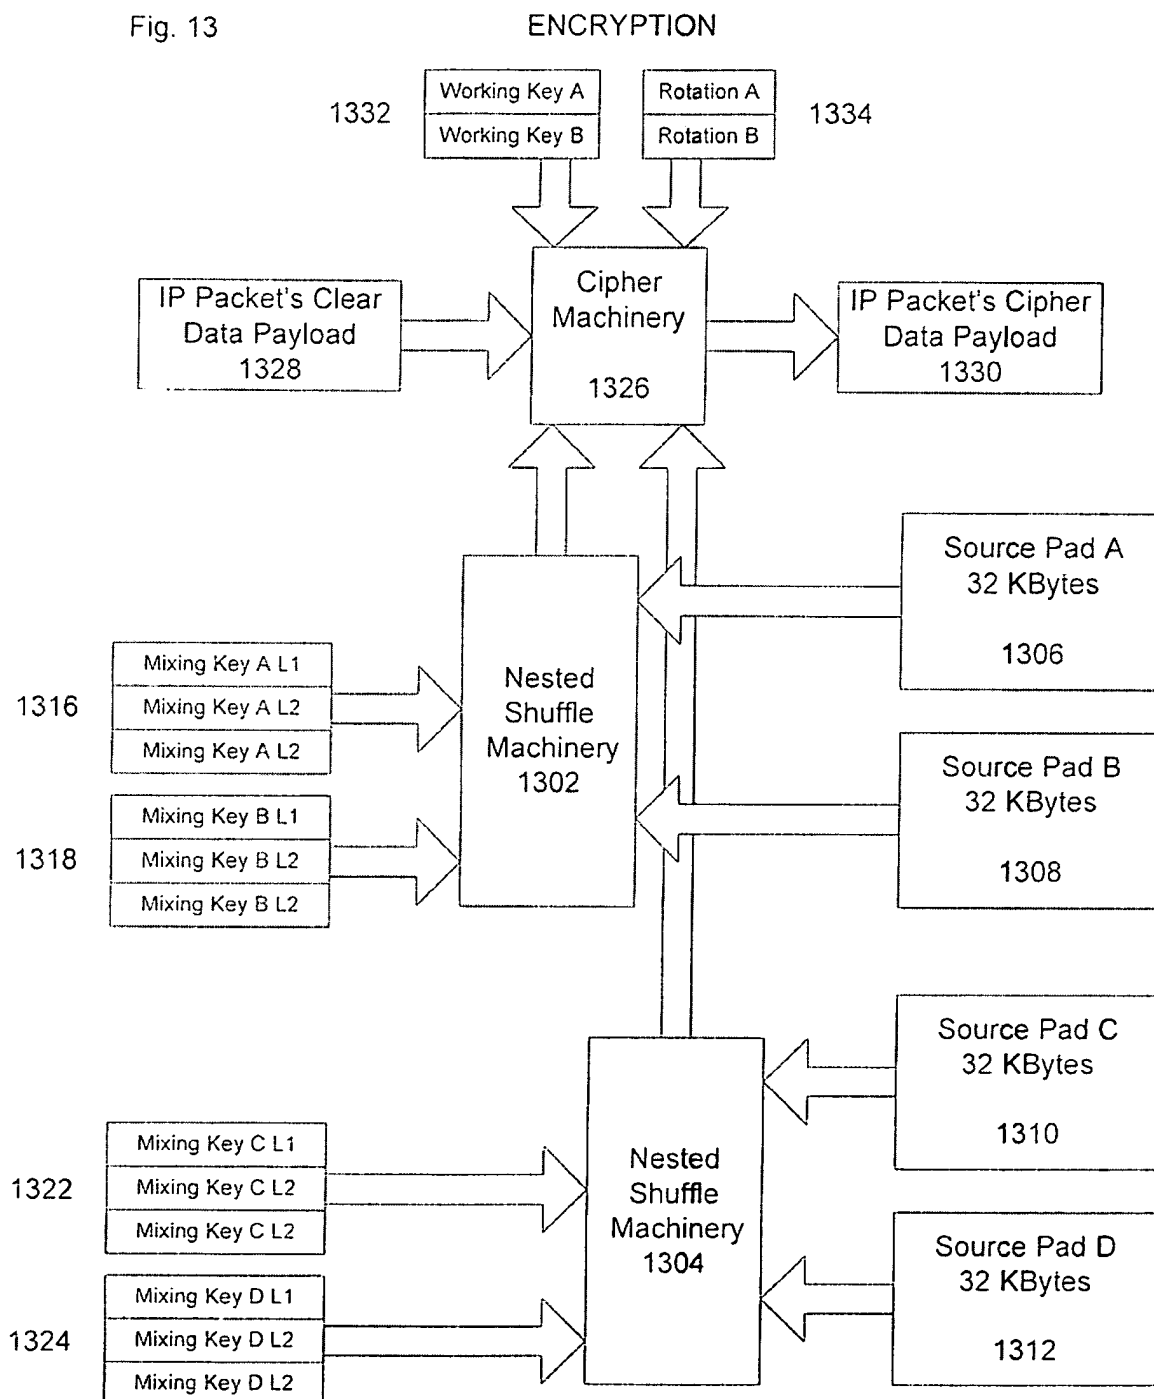 Fig. 13
ENCRYPTION
1332
Working Key A
Working Key B
Rotation A
Rotation B
1334
IP Packet's Clear
Data Payload
1328
Cipher
Machinery
1326
IP Packet's Cipher
Data Payload
1330
Source Pad A
32 KBytes
1306
1316
Mixing Key A L1
Mixing Key A L2
Mixing Key A L2
Nested
Shuffle
Machinery
1302
Source Pad B
32 KBytes
1308
1318
Mixing Key B L1
Mixing Key B L2
Mixing Key B L2
Source Pad C
32 KBytes
1310
1322
Mixing Key C L1
Mixing Key C L2
Mixing Key C L2
Nested
Shuffle
Machinery
1304
Source Pad D
32 KBytes
1312
1324
Mixing Key D L1
Mixing Key D L2
Mixing Key D L2